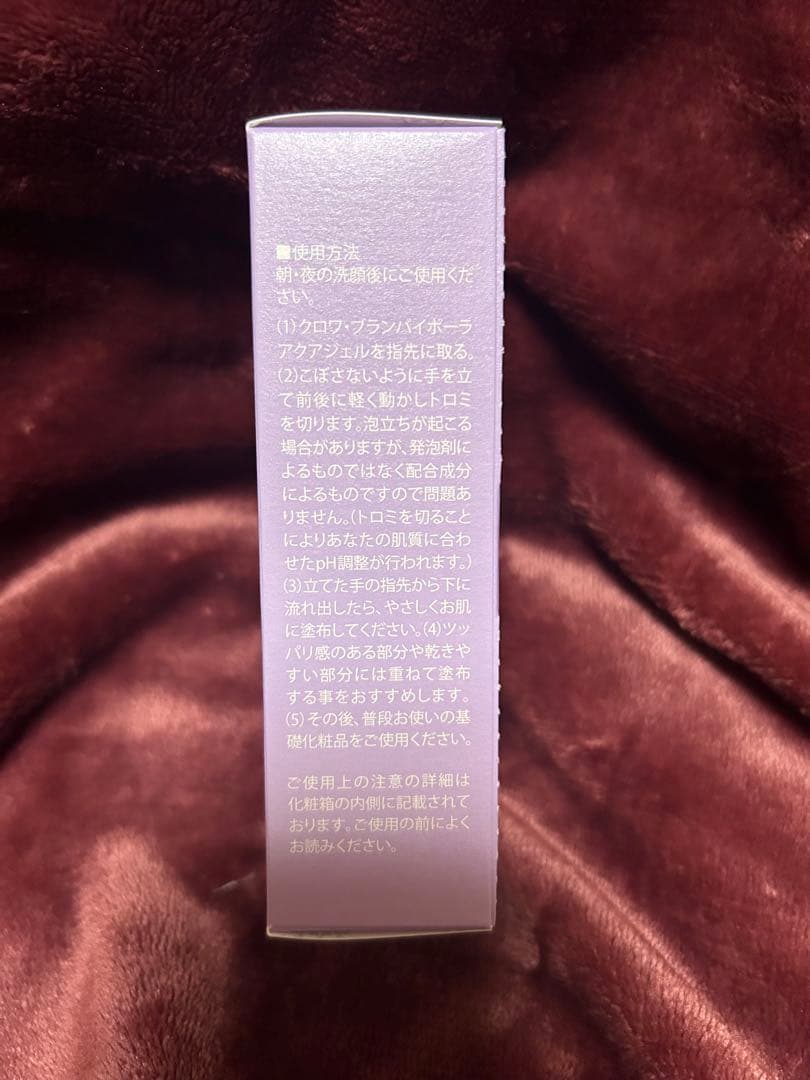 ■使用方法
朝・夜の洗顔後にご使用くだ
さい。
(1)クロワ・ブランバイポーラ
アクアジェルを指先に取る。
(2)こぼさないように手を立
て前後に軽く動かしトロミ
を切ります。泡立ちが起こる
場合がありますが、発泡剤に
よるものではなく配合成分
によるものですので問題あ
りません。(トロミを切ること
によりあなたの肌質に合わ
せたpH調整が行われます。)
(3)立てた手の指先から下に
流れ出したら、やさしくお肌
に塗布してください。(4)ツッ
パリ感のある部分や乾きや
すい部分には重ねて塗布
する事をおすすめします。
(5)その後、普段お使いの基
礎化粧品をご使用ください。
ご使用上の注意の詳細は
化粧箱の内側に記載されて
おります。ご使用の前によく
お読みください。